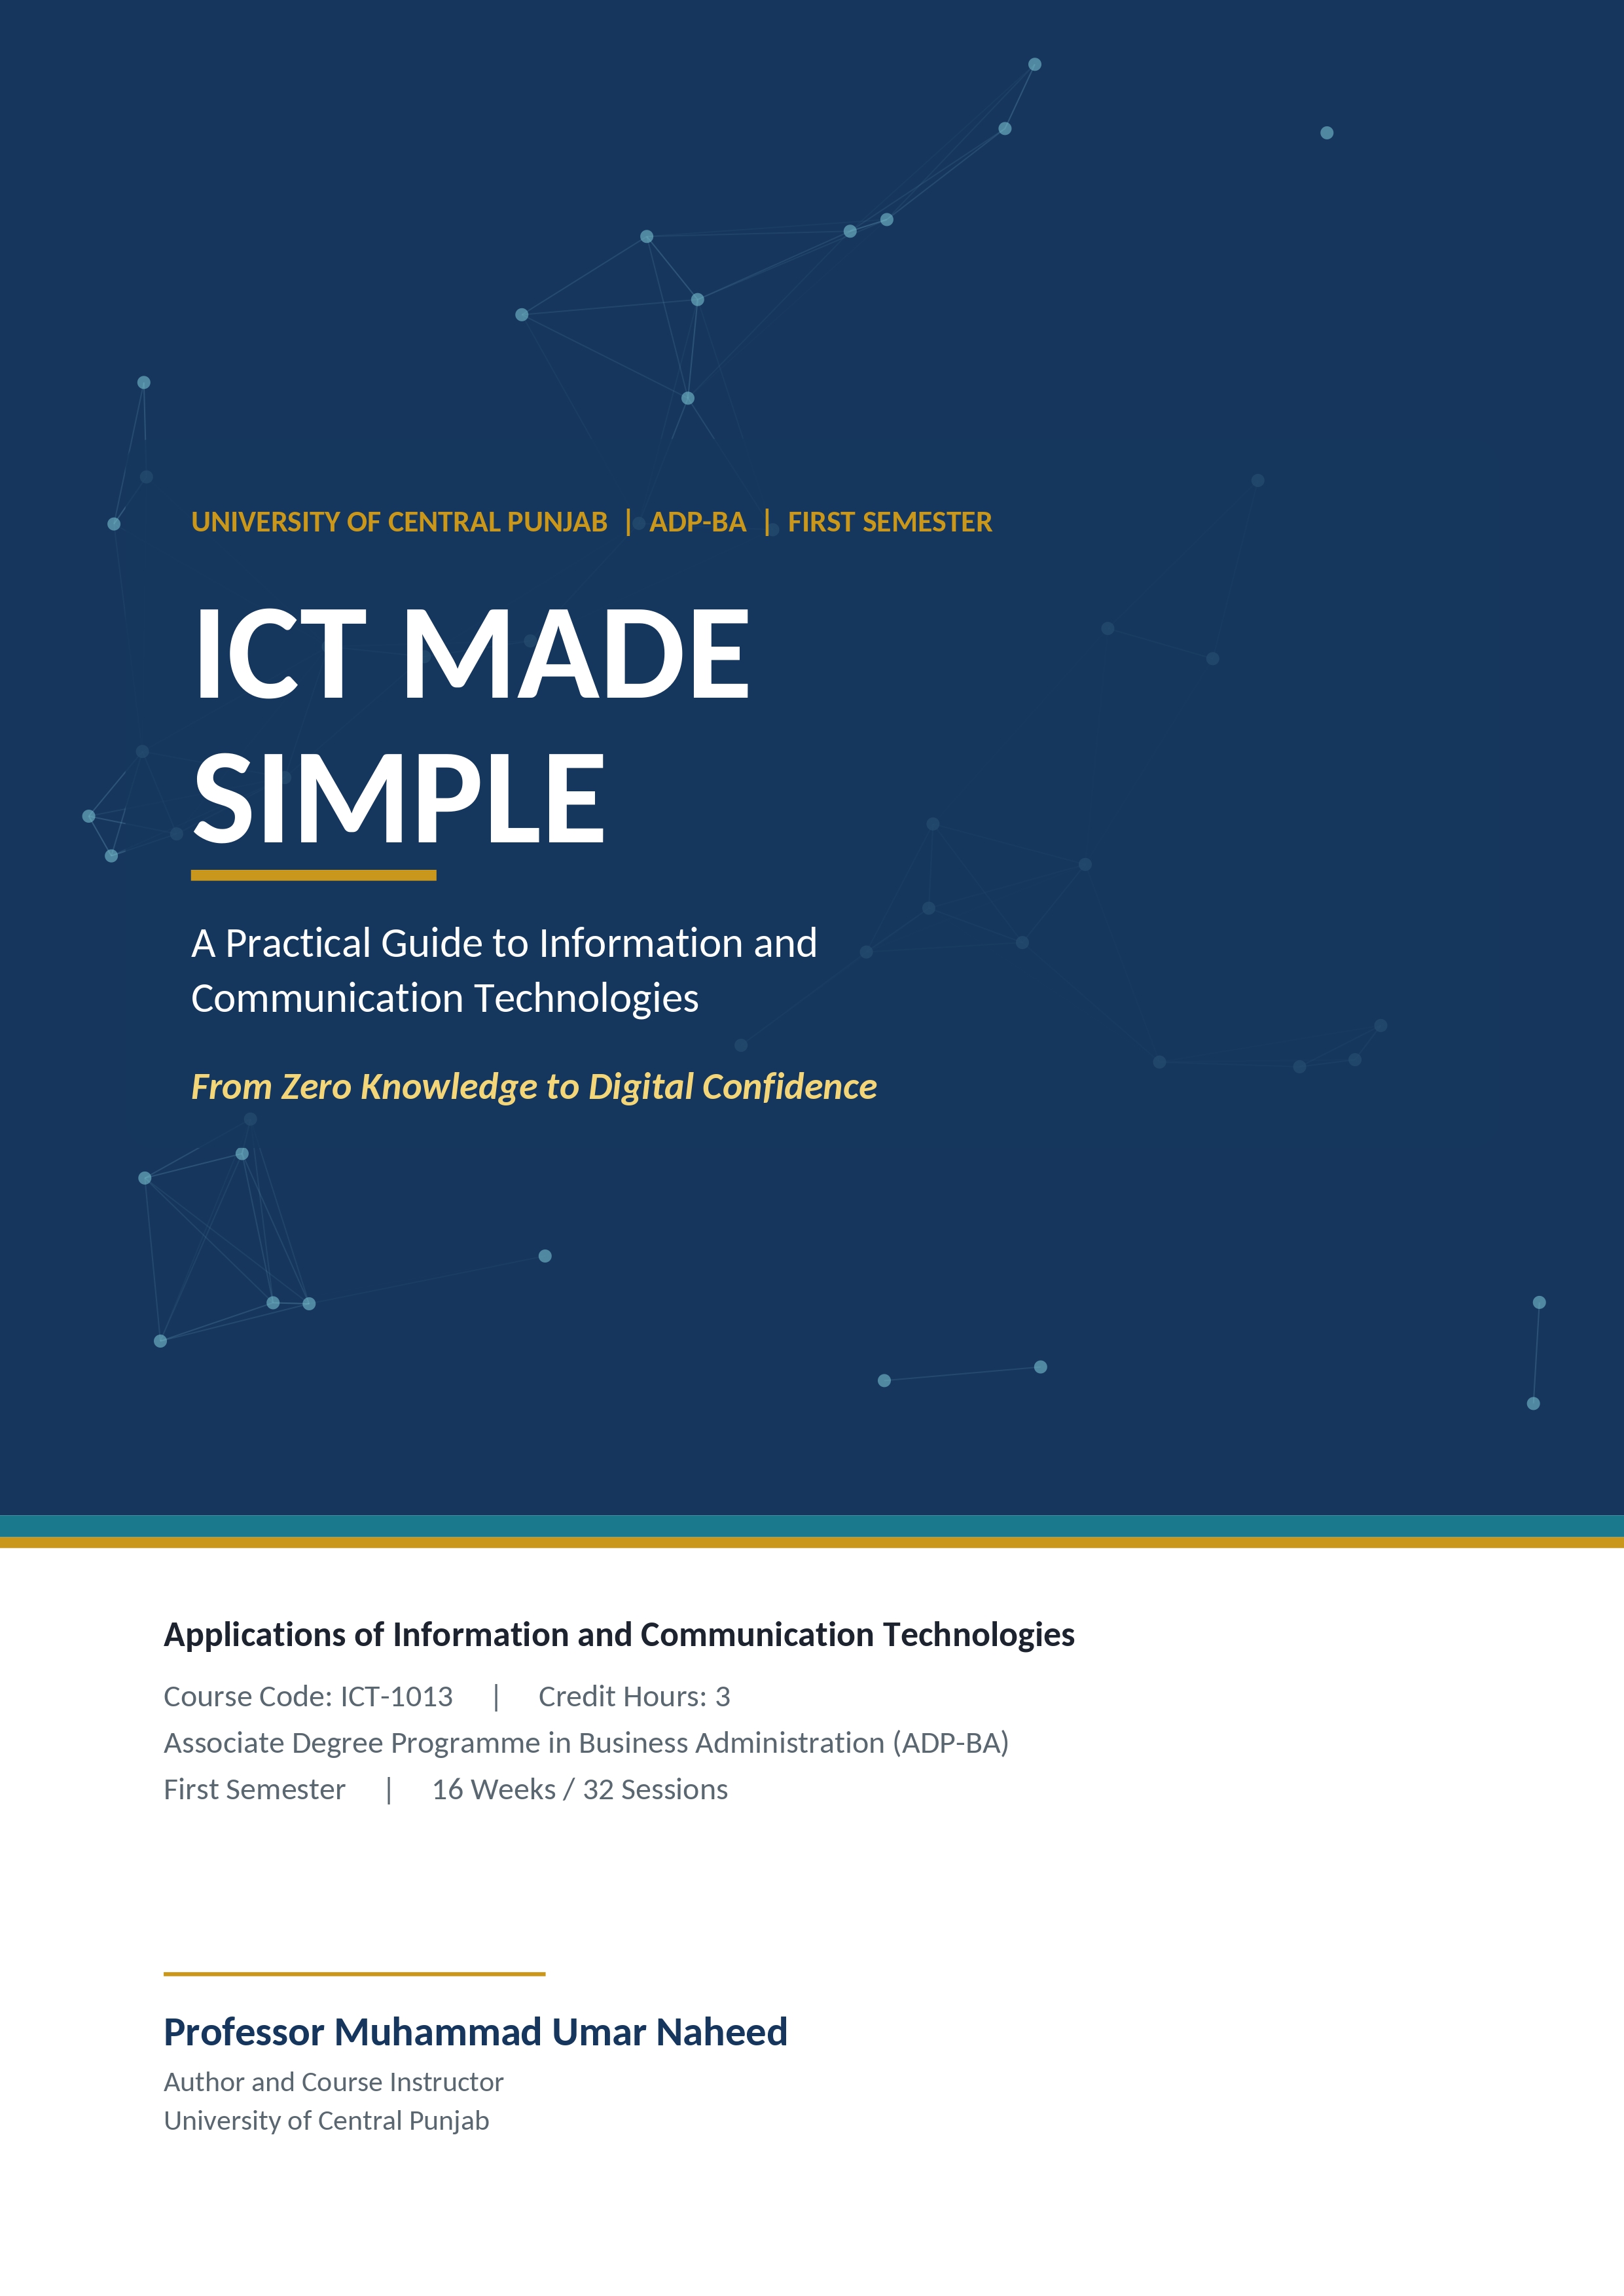 UNIVERSITY OF CENTRAL PUNJAB | ADP-BA | FIRST SEMESTER
ICT MADE
SIMPLE
A Practical Guide to Information and
Communication Technologies
From Zero Knowledge to Digital Confidence
Applications of Information and Communication Technologies
Course Code: ICT-1013 | Credit Hours: 3
Associate Degree Programme in Business Administration (ADP-BA)
First Semester | 16 Weeks / 32 Sessions
Professor Muhammad Umar Naheed
Author and Course Instructor
University of Central Punjab